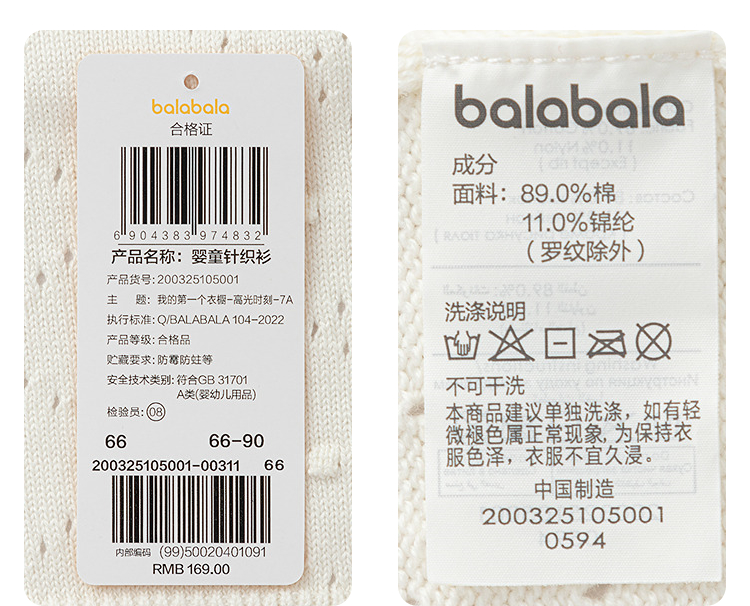 balabala
合格证
6 904383 974832
产品名称：婴童针织衫
产品货号：200325105001
主 题：我的第一个衣橱-高光时刻-7A
执行标准：Q/BALABALA 104-2022
产品等级：合格品
贮藏要求：防霉防蛀等
安全技术类别：符合GB 31701
A类(婴幼儿用品)
检验员：08
66 66-90
200325105001-00311 66
内部编码 (99)50020401091
RMB 169.00
balabala
成分
面料：89.0%棉
11.0%锦纶
（罗纹除外）
洗涤说明
不可干洗
本商品建议单独洗涤，如有轻
微褪色属正常现象，为保持衣
服色泽，衣服不宜久浸。
中国制造
200325105001
0594